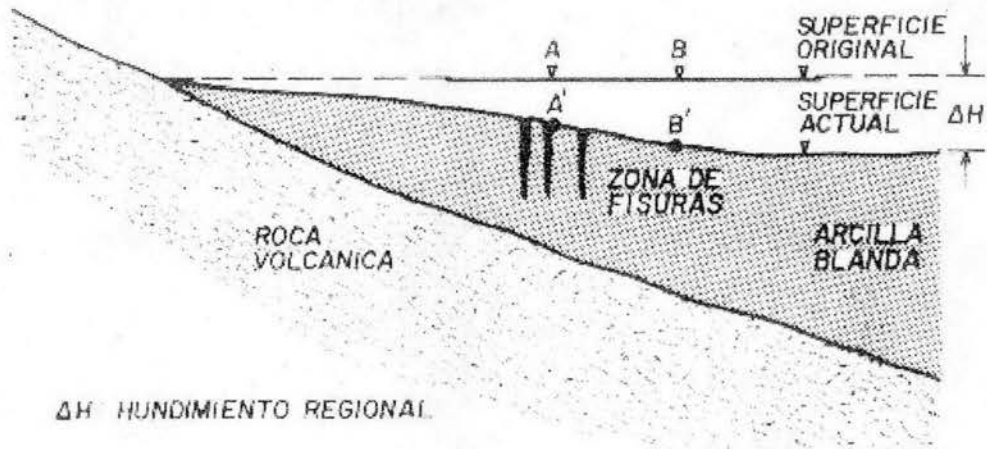 A
B
SUPERFICIE
ORIGINAL
A'
B'
SUPERFICIE
ACTUAL
ΔH
ZONA DE
FISURAS
ROCA
VOLCANICA
ARCILLA
BLANDA
ΔH HUNDIMIENTO REGIONAL